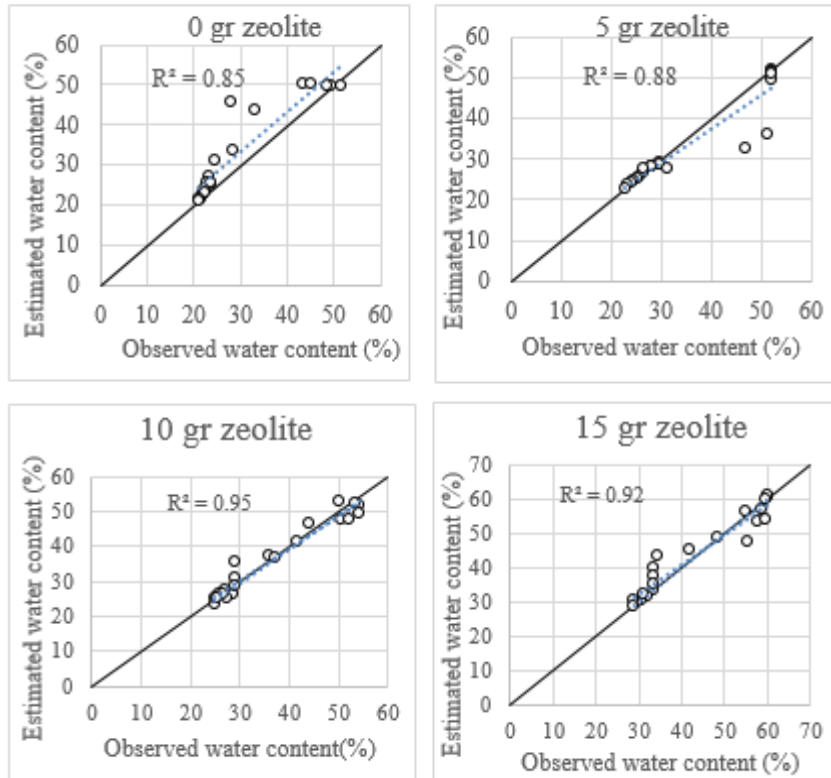 0 gr zeolite
Estimated water content (%)
60
50
40
30
20
10
0
R² = 0.85
0 10 20 30 40 50 60
Observed water content (%)
5 gr zeolite
Estimated water content (%)
60
50
40
30
20
10
0
R² = 0.88
0 10 20 30 40 50 60
Observed water content (%)
10 gr zeolite
Estimated water content (%)
60
50
40
30
20
10
0
R² = 0.95
0 10 20 30 40 50 60
Observed water content(%)
15 gr zeolite
Estimated water content (%)
70
60
50
40
30
20
10
0
R² = 0.92
0 10 20 30 40 50 60 70
Observed water content (%)